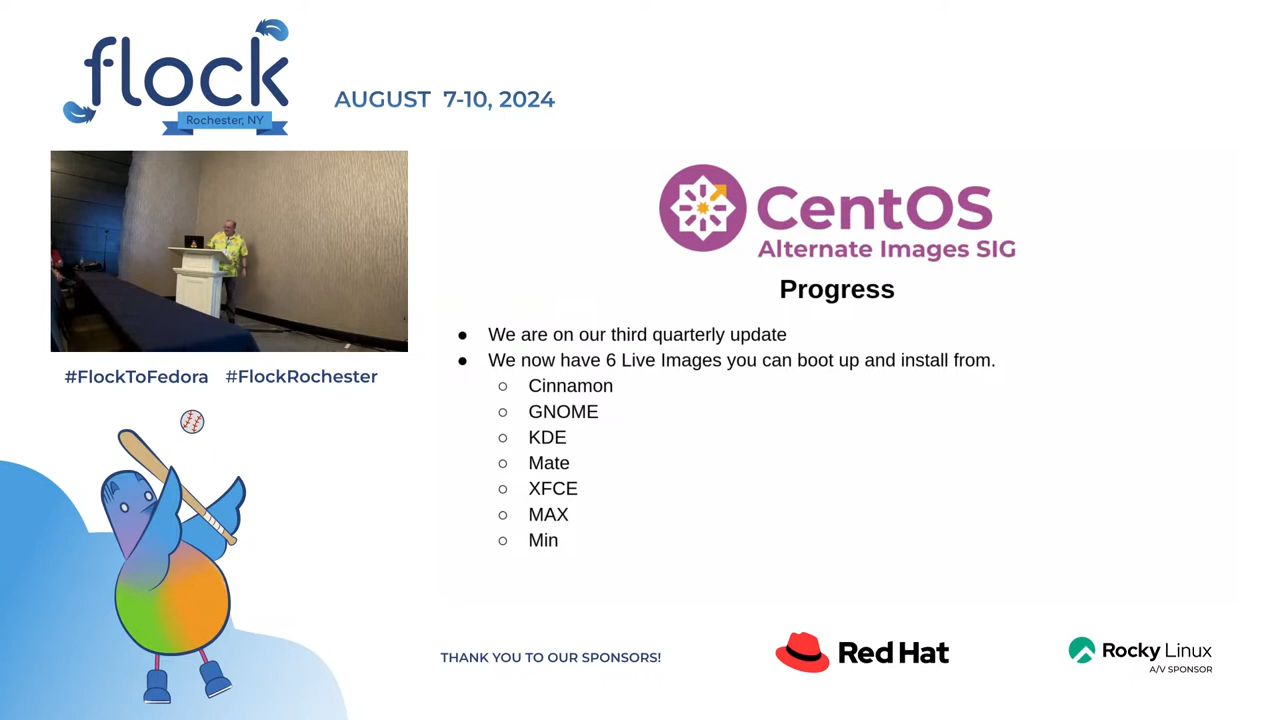 flock
Rochester, NY
AUGUST 7-10, 2024
#FlockToFedora #FlockRochester
CentOS
Alternate Images SIG
Progress
● We are on our third quarterly update
● We now have 6 Live Images you can boot up and install from.
○ Cinnamon
○ GNOME
○ KDE
○ Mate
○ XFCE
○ MAX
○ Min
THANK YOU TO OUR SPONSORS!
Red Hat
Rocky Linux
A/V SPONSOR